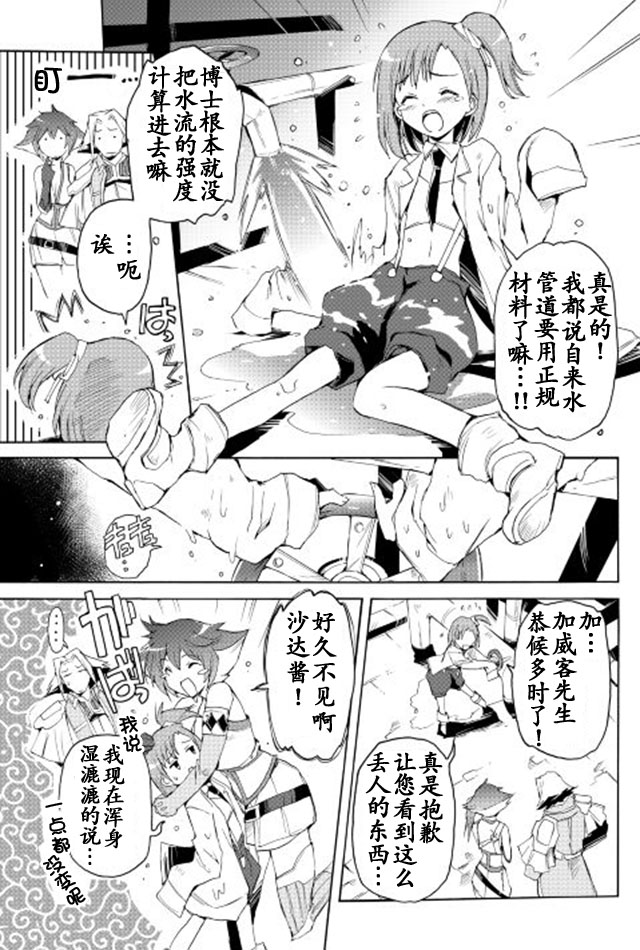 真是的！
我都说自来水
管道要用正规
材料了嘛…!!
博士根本就没
把水流的强度
计算进去嘛
盯ー…
…呃
诶
はっ
加…
加威客先生
恭候多时了！
真是抱歉
让您看到这么
丢人的东西…
好久不见啊
沙达酱！
がばっ
…
我说
我现在浑身
湿漉漉的说…
一点都没变呢